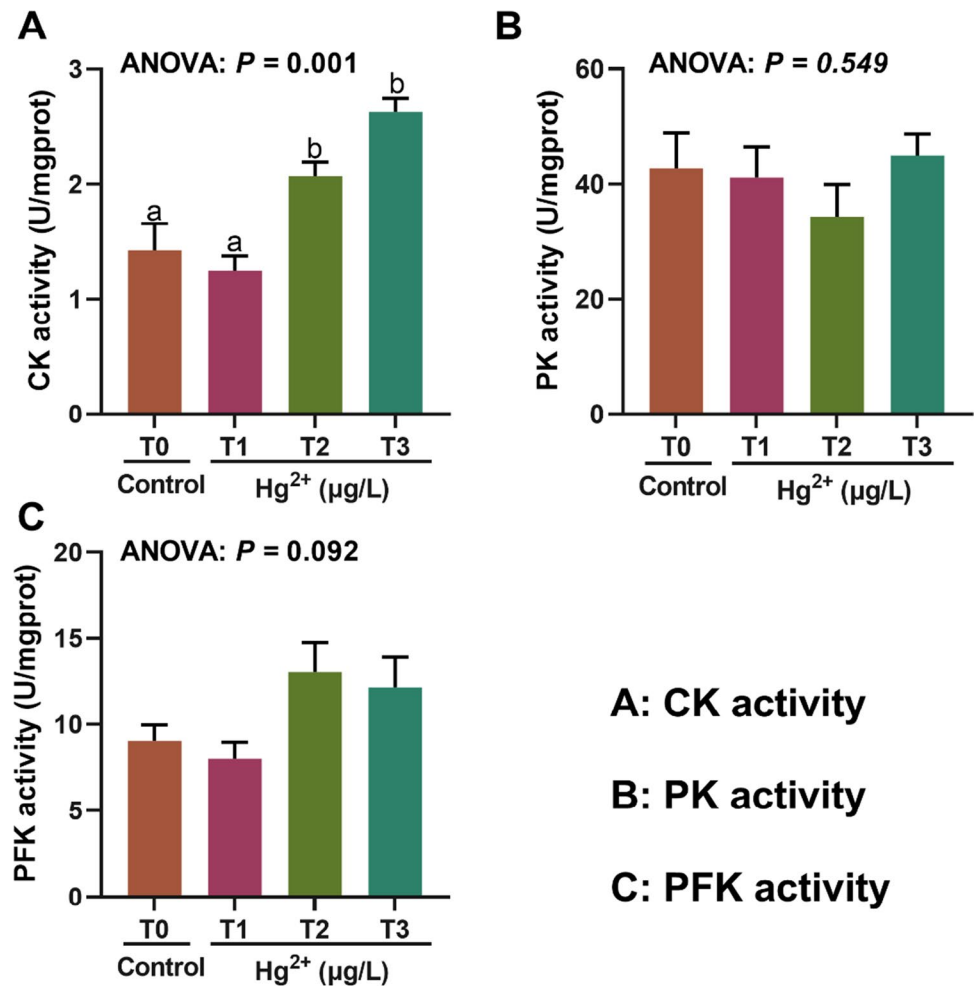 A
ANOVA: P = 0.001
CK activity (U/mgprot)
3
2
1
0
a
a
b
b
T0 T1 T2 T3
Control Hg²⁺ (µg/L)
B
ANOVA: P = 0.549
PK activity (U/mgprot)
60
40
20
0
T0 T1 T2 T3
Control Hg²⁺ (µg/L)
C
ANOVA: P = 0.092
PFK activity (U/mgprot)
20
15
10
5
0
T0 T1 T2 T3
Control Hg²⁺ (µg/L)
A: CK activity
B: PK activity
C: PFK activity